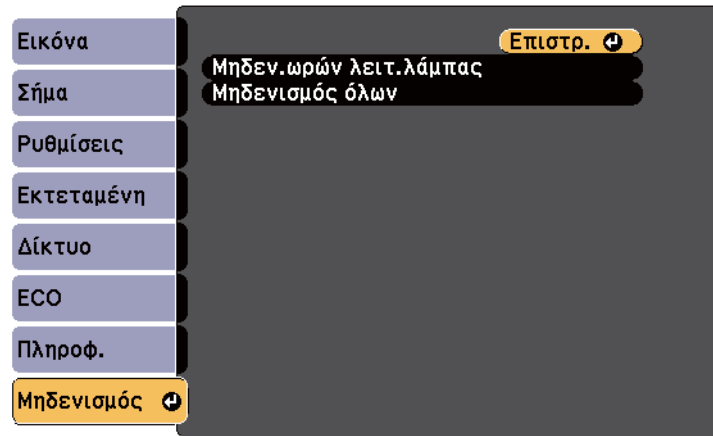 Εικόνα
Σήμα
Ρυθμίσεις
Εκτεταμένη
Δίκτυο
ECO
Πληροφ.
Μηδενισμός
Επιστρ.
Μηδεν.ωρών λειτ.λάμπας
Μηδενισμός όλων